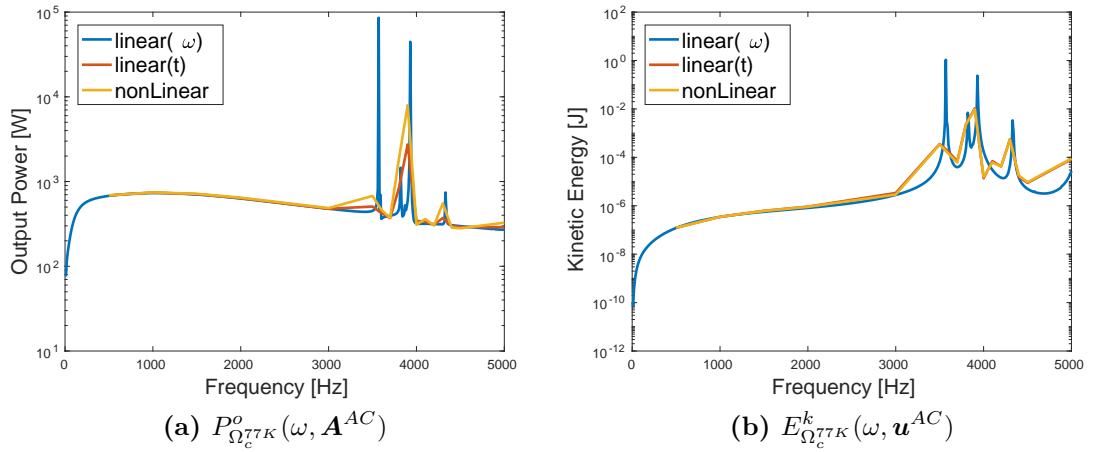 10^5
10^4
10^3
10^2
10^1
Output Power [W]
linear( ω)
linear(t)
nonLinear
0 1000 2000 3000 4000 5000
Frequency [Hz]
(a) P^o_{Ω_c^{77K}}(ω, A^{AC})
10^2
10^0
10^-2
10^-4
10^-6
10^-8
10^-10
10^-12
Kinetic Energy [J]
linear( ω)
linear(t)
nonLinear
0 1000 2000 3000 4000 5000
Frequency [Hz]
(b) E^k_{Ω_c^{77K}}(ω, u^{AC})